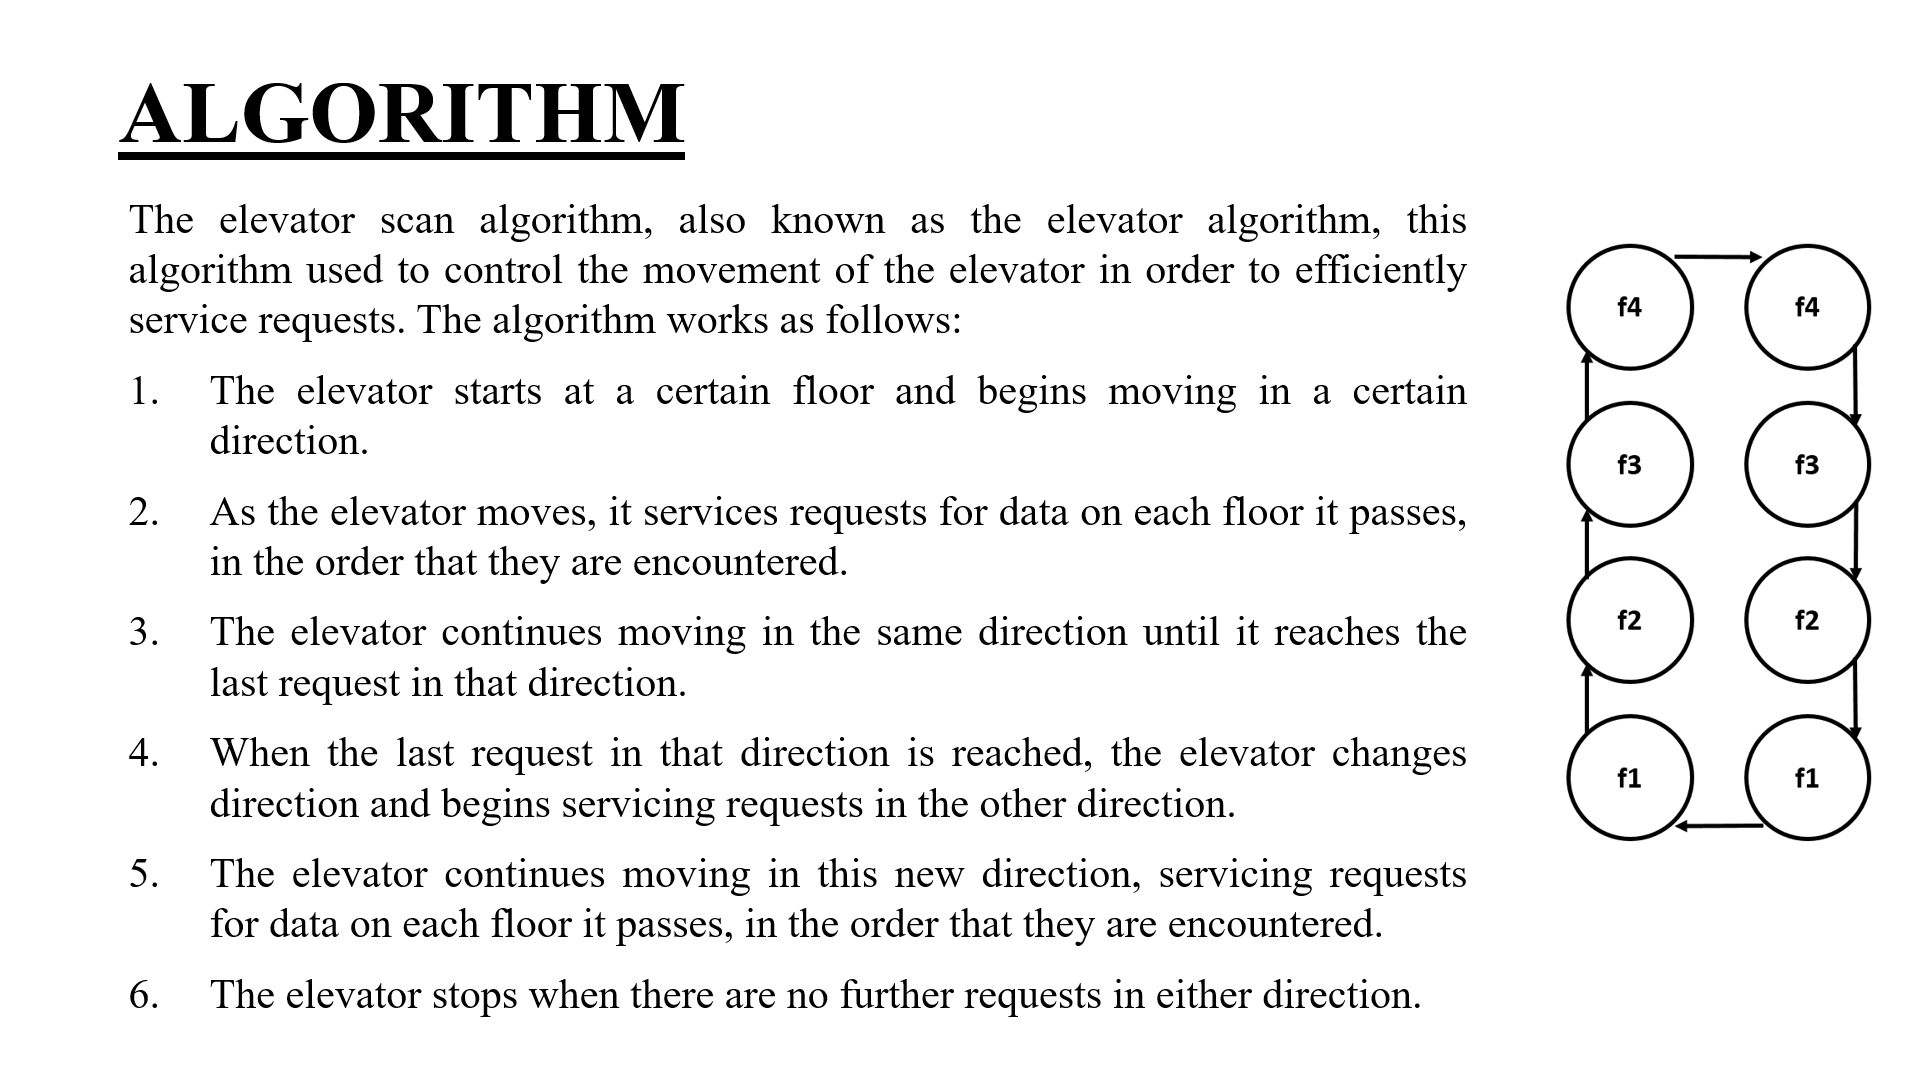 ALGORITHM
The elevator scan algorithm, also known as the elevator algorithm, this
algorithm used to control the movement of the elevator in order to efficiently
service requests. The algorithm works as follows:
1. The elevator starts at a certain floor and begins moving in a certain
direction.
2. As the elevator moves, it services requests for data on each floor it passes,
in the order that they are encountered.
3. The elevator continues moving in the same direction until it reaches the
last request in that direction.
4. When the last request in that direction is reached, the elevator changes
direction and begins servicing requests in the other direction.
5. The elevator continues moving in this new direction, servicing requests
for data on each floor it passes, in the order that they are encountered.
6. The elevator stops when there are no further requests in either direction.
f4 f4
f3 f3
f2 f2
f1 f1